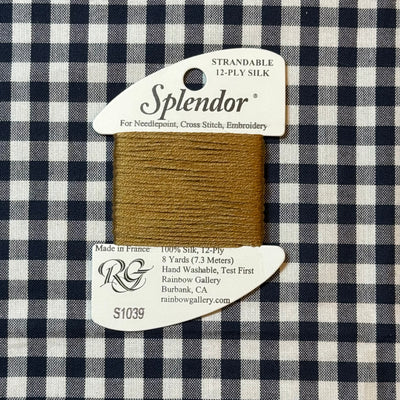 STRANDABLE
12-PLY SILK
Splendor®
For Needlepoint, Cross Stitch, Embroidery
Made in France
100% Silk, 12-Ply
8 Yards (7.3 Meters)
Hand Washable, Test First
Rainbow Gallery
Burbank, CA
rainbowgallery.com
RG
S1039